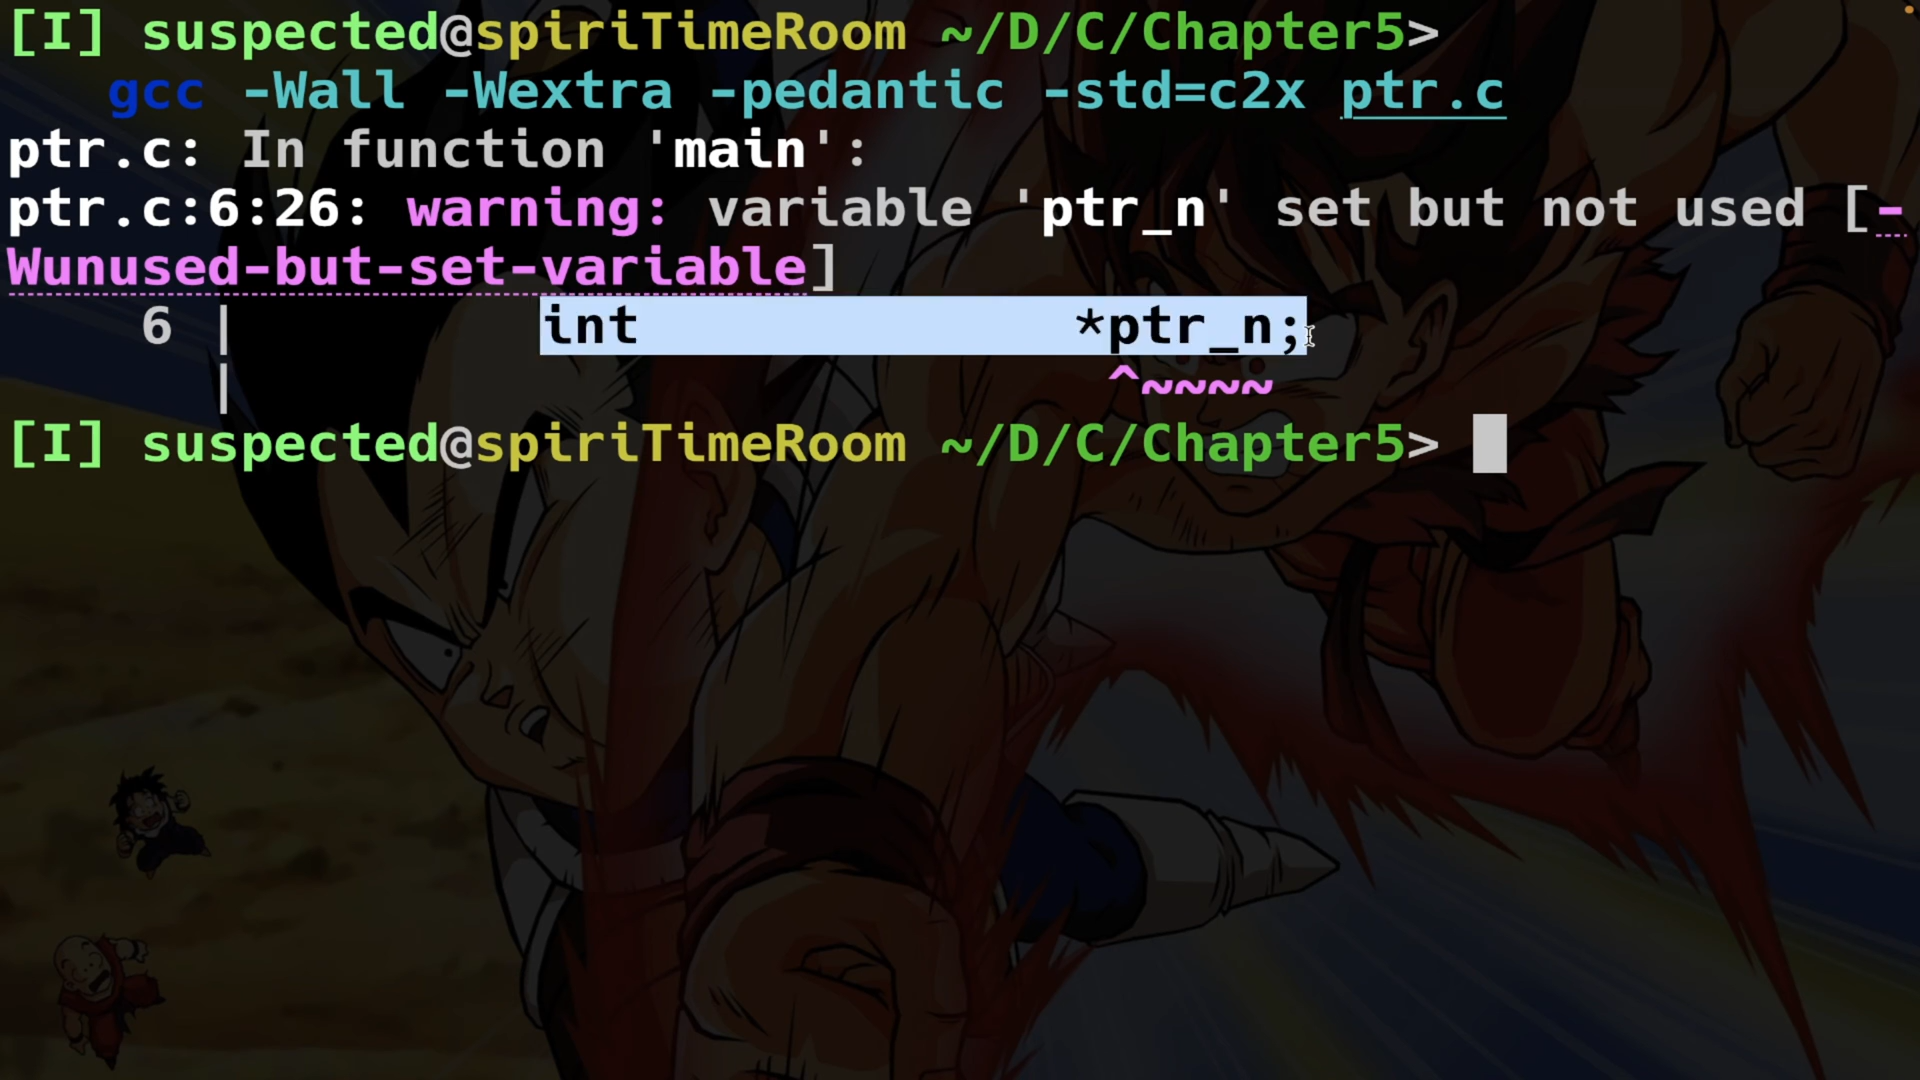 [I] suspected@spiriTimeRoom ~/D/C/Chapter5>
gcc -Wall -Wextra -pedantic -std=c2x ptr.c
ptr.c: In function 'main':
ptr.c:6:26: warning: variable 'ptr_n' set but not used [-
Wunused-but-set-variable]
6 | int *ptr_n;
| ^~~~~
[I] suspected@spiriTimeRoom ~/D/C/Chapter5>